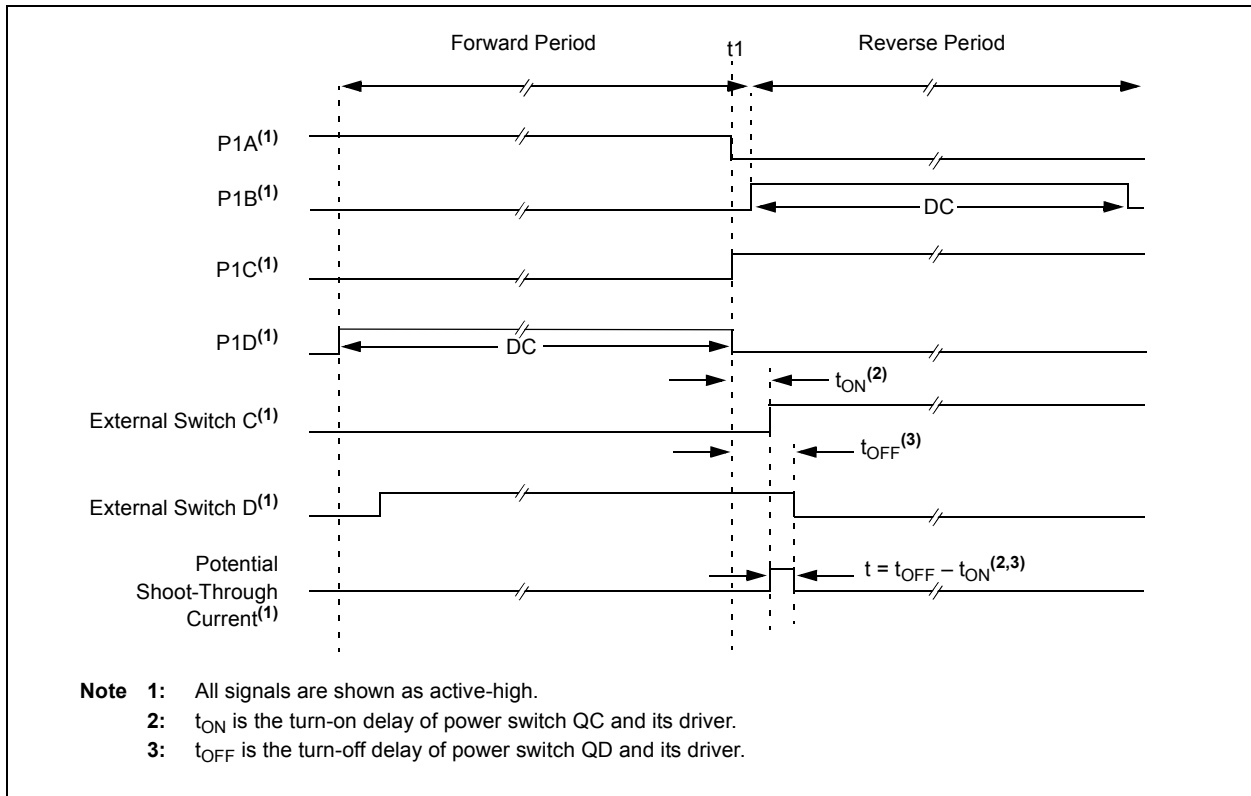 Forward Period
t1
Reverse Period
P1A(1)
P1B(1)
DC
P1C(1)
P1D(1)
DC
tON(2)
External Switch C(1)
tOFF(3)
External Switch D(1)
Potential
Shoot-Through
Current(1)
t = tOFF – tON(2,3)
Note 1: All signals are shown as active-high.
2: tON is the turn-on delay of power switch QC and its driver.
3: tOFF is the turn-off delay of power switch QD and its driver.